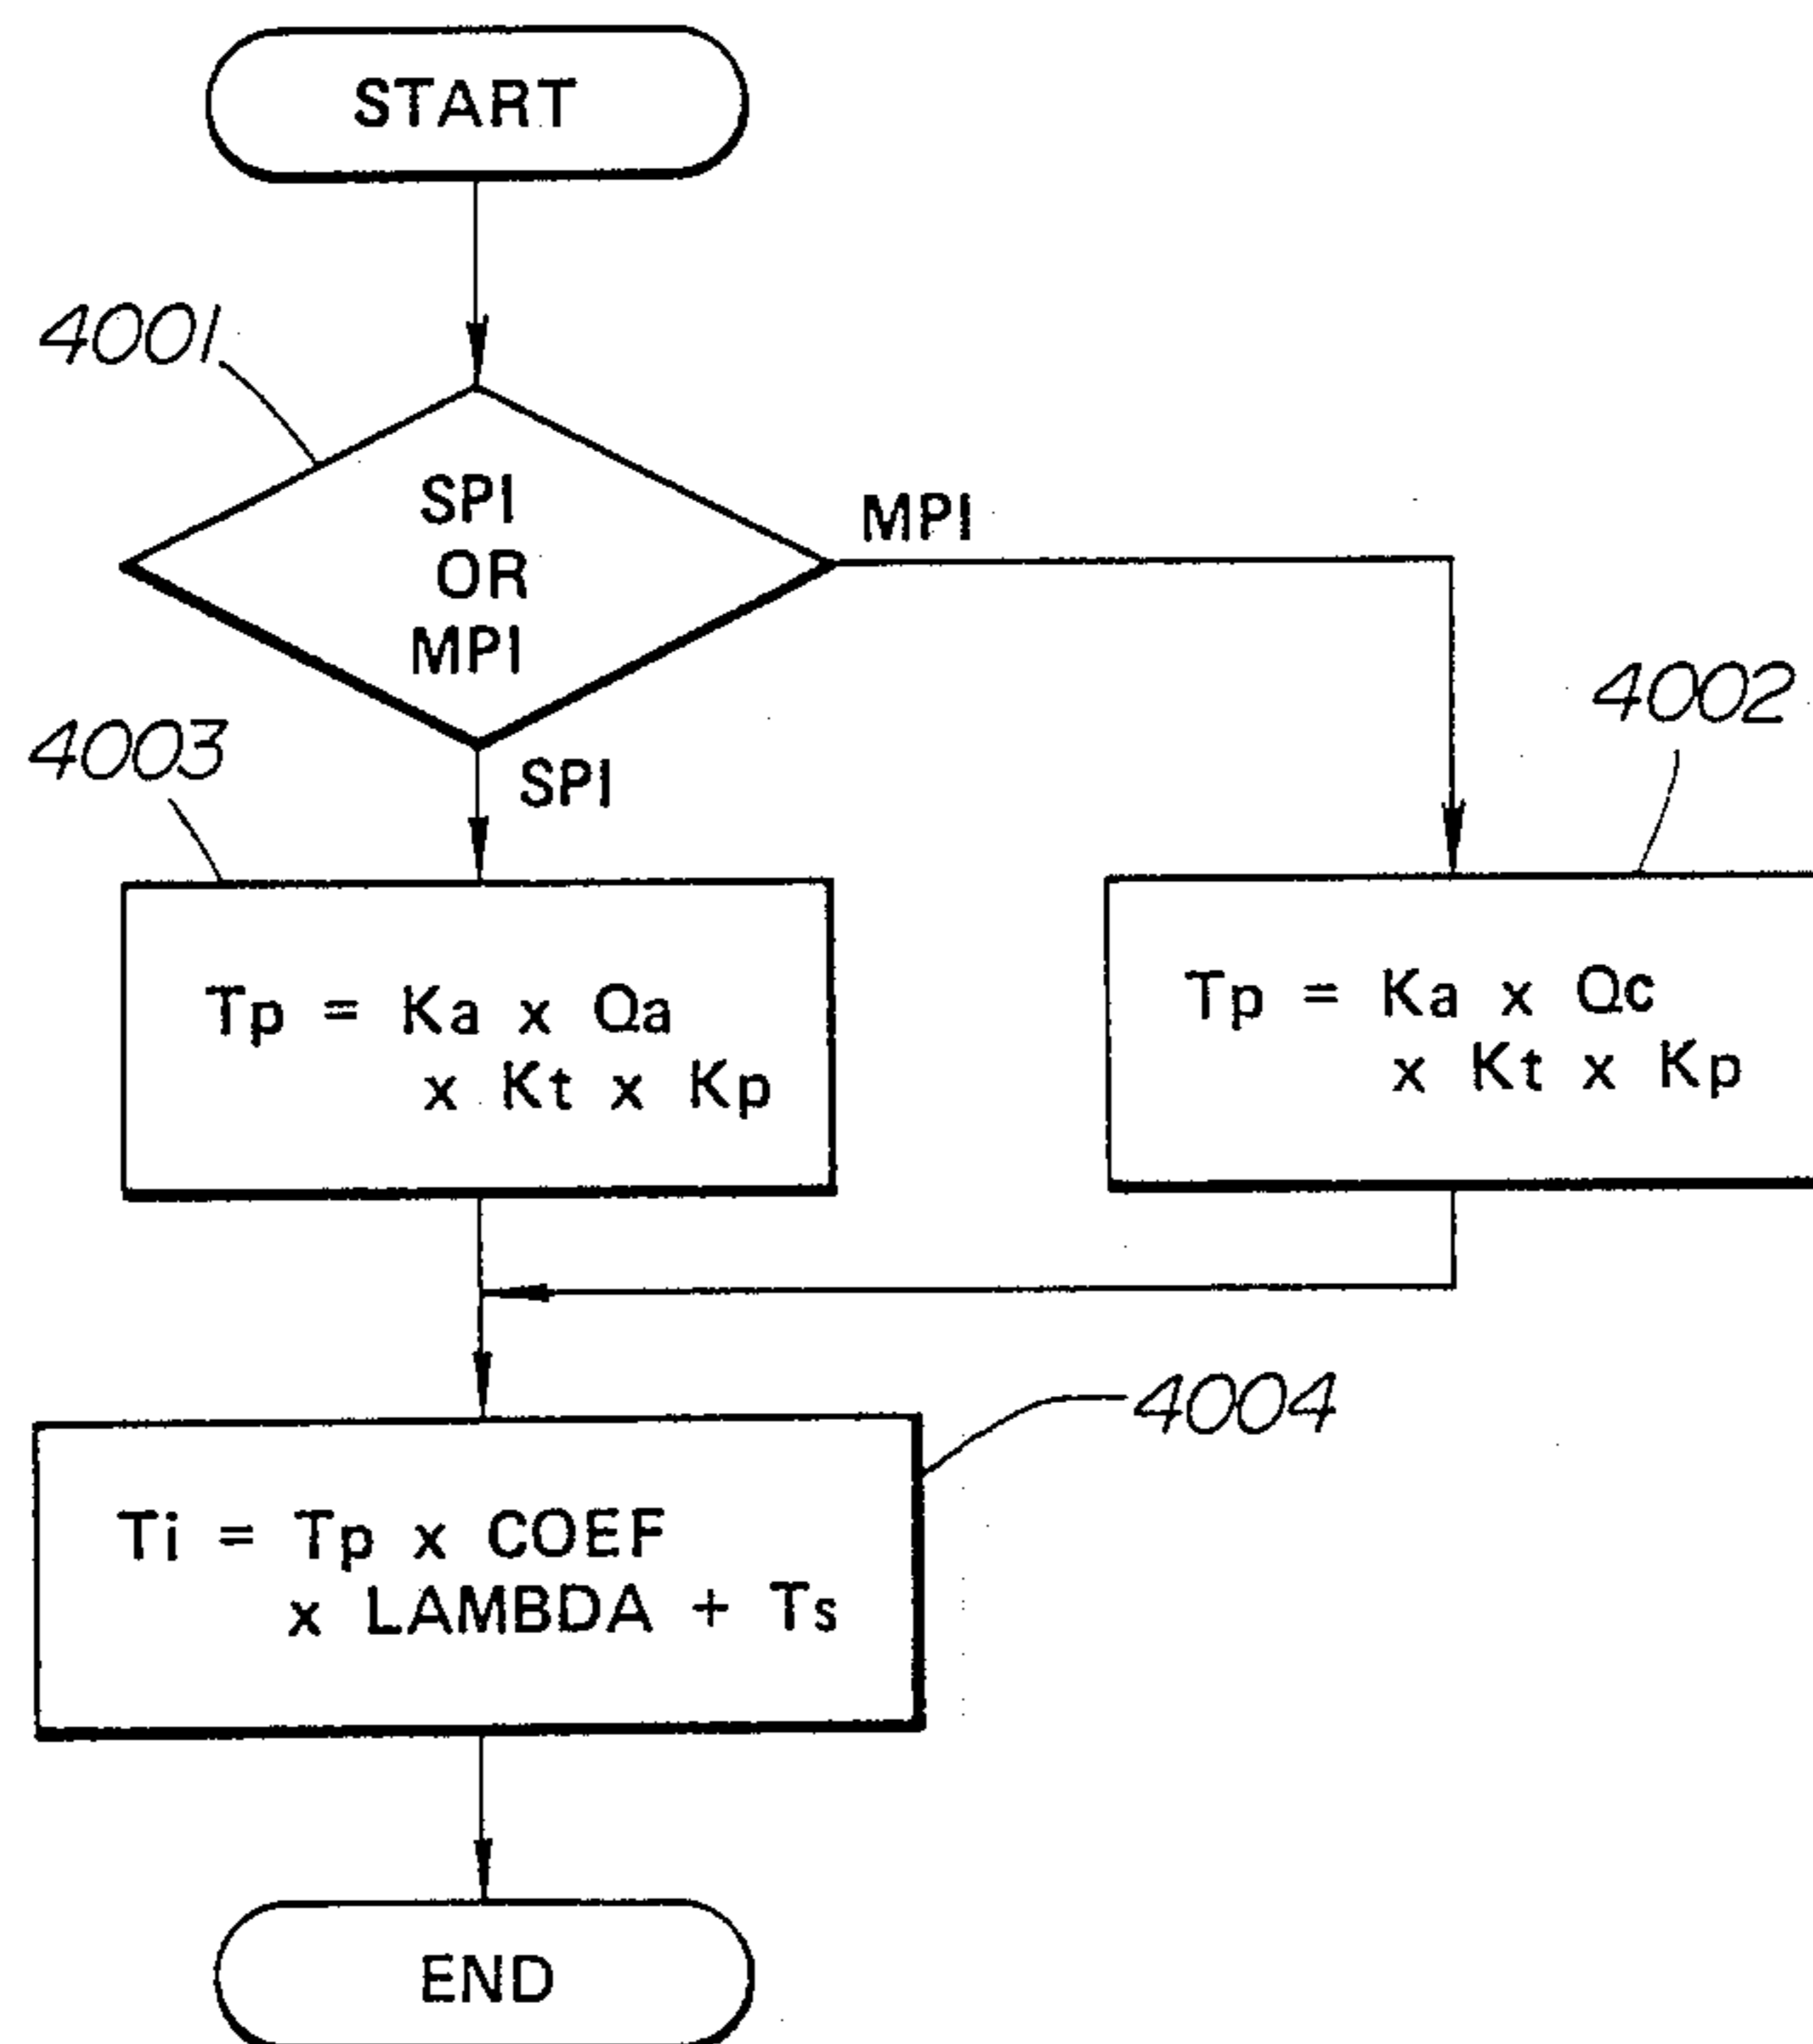 START
4001
SPI
OR
MPI
MPI
4002
4003
SPI
Tp = Ka x Qa
x Kt x Kp
Tp = Ka x Qc
x Kt x Kp
4004
Ti = Tp x COEF
x LAMBDA + Ts
END